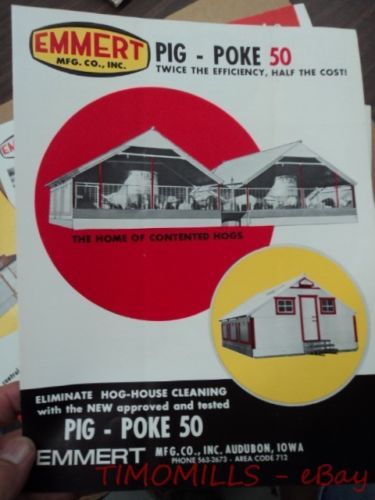 EMMERT
MFG. CO., INC.
PIG - POKE 50
TWICE THE EFFICIENCY, HALF THE COST!
THE HOME OF CONTENTED HOGS
ELIMINATE HOG-HOUSE CLEANING
with the NEW approved and tested
PIG - POKE 50
EMMERT MFG. CO., INC. AUDUBON, IOWA
PHONE 563-2673 - AREA CODE 712
TIMOMILLS - eBay